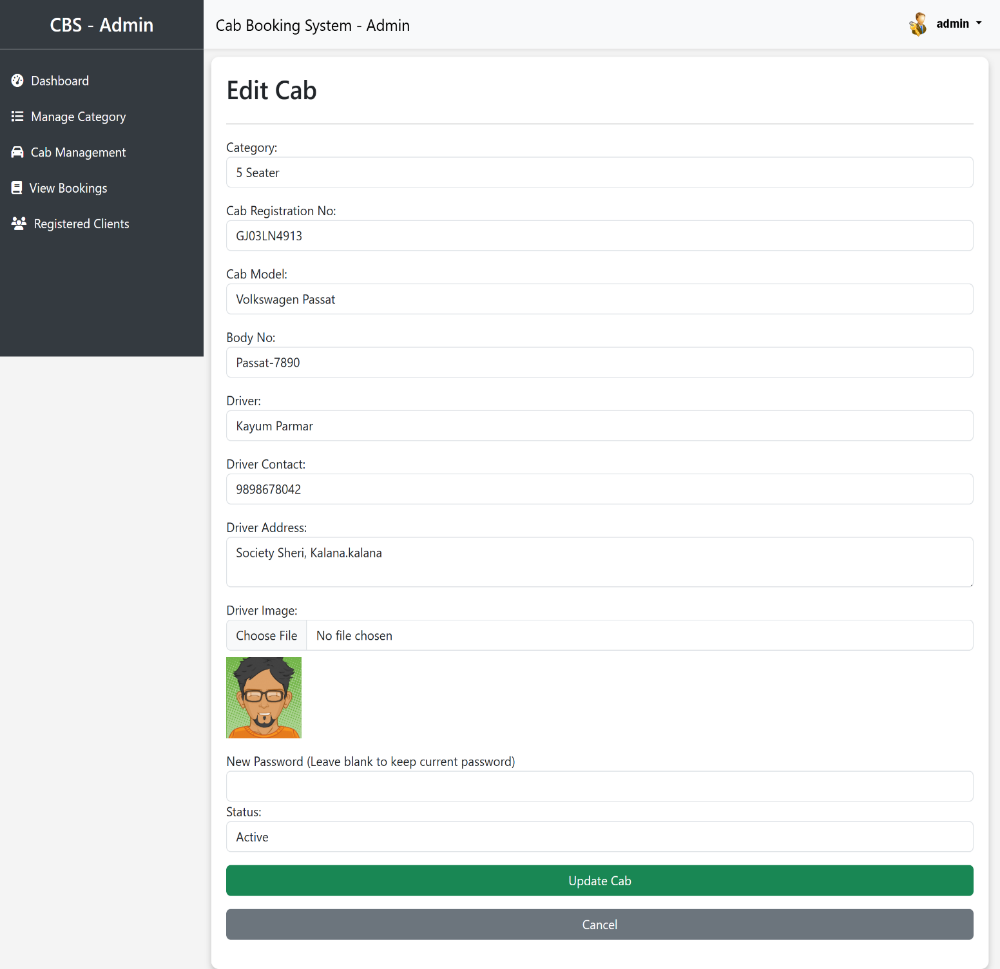 CBS - Admin
Cab Booking System - Admin
admin
Dashboard
Manage Category
Cab Management
View Bookings
Registered Clients
Edit Cab
Category:
5 Seater
Cab Registration No:
GJ03LN4913
Cab Model:
Volkswagen Passat
Body No:
Passat-7890
Driver:
Kayum Parmar
Driver Contact:
9898678042
Driver Address:
Society Sheri, Kalana.kalana
Driver Image:
Choose File No file chosen
New Password (Leave blank to keep current password)
Status:
Active
Update Cab
Cancel